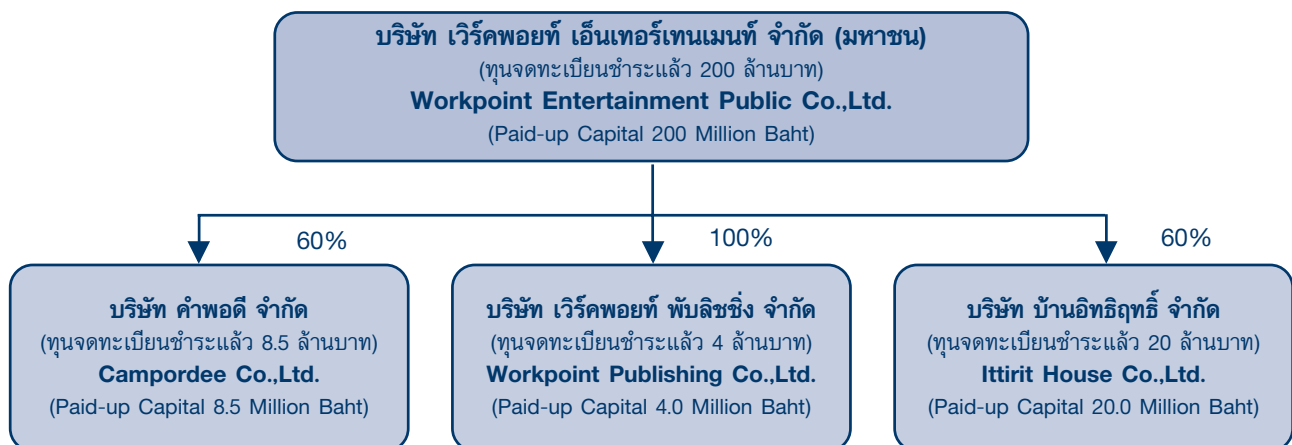 บริษัท เวิร์คพอยท์ เอ็นเทอร์เทนเมนท์ จำกัด (มหาชน)
(ทุนจดทะเบียนชำระแล้ว 200 ล้านบาท)
Workpoint Entertainment Public Co.,Ltd.
(Paid-up Capital 200 Million Baht)
60%
100%
60%
บริษัท คำพอดี จำกัด
(ทุนจดทะเบียนชำระแล้ว 8.5 ล้านบาท)
Campordee Co.,Ltd.
(Paid-up Capital 8.5 Million Baht)
บริษัท เวิร์คพอยท์ พับลิชชิ่ง จำกัด
(ทุนจดทะเบียนชำระแล้ว 4 ล้านบาท)
Workpoint Publishing Co.,Ltd.
(Paid-up Capital 4.0 Million Baht)
บริษัท บ้านอิทธิฤทธิ์ จำกัด
(ทุนจดทะเบียนชำระแล้ว 20 ล้านบาท)
Ittirit House Co.,Ltd.
(Paid-up Capital 20.0 Million Baht)